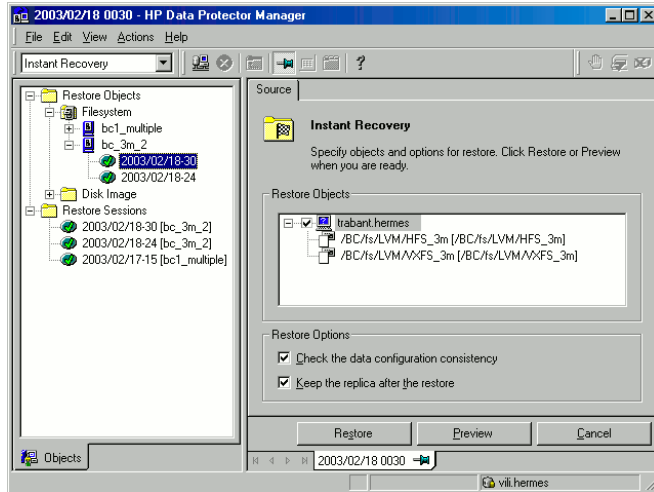 2003/02/18 0030 - HP Data Protector Manager
File Edit View Actions Help
Instant Recovery
Restore Objects
Filesystem
bc1_multiple
bc_3m_2
2003/02/18-30
2003/02/18-24
Disk Image
Restore Sessions
2003/02/18-30 [bc_3m_2]
2003/02/18-24 [bc_3m_2]
2003/02/17-15 [bc1_multiple]
Objects
Source
Instant Recovery
Specify objects and options for restore. Click Restore or Preview
when you are ready.
Restore Objects
trabant.hermes
/BC/fs/LVM/HFS_3m [/BC/fs/LVM/HFS_3m]
/BC/fs/LVM/VXFS_3m [/BC/fs/LVM/VXFS_3m]
Restore Options
Check the data configuration consistency
Keep the replica after the restore
Restore Preview Cancel
2003/02/18 0030
vili.hermes